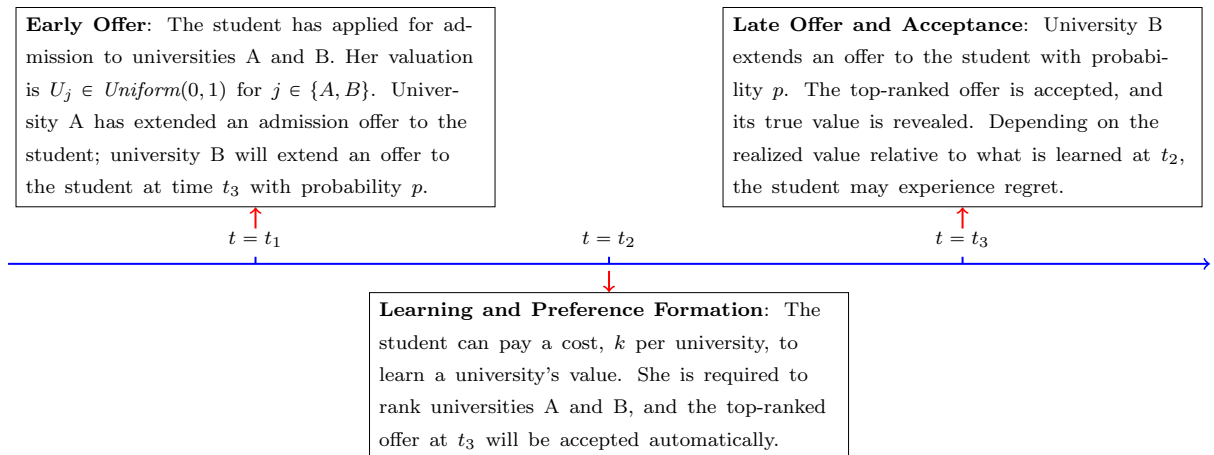 Early Offer: The student has applied for ad-
mission to universities A and B. Her valuation
is U_j ∈ Uniform(0, 1) for j ∈ {A, B}. Univer-
sity A has extended an admission offer to the
student; university B will extend an offer to
the student at time t₃ with probability p.
Late Offer and Acceptance: University B
extends an offer to the student with probabi-
lity p. The top-ranked offer is accepted, and
its true value is revealed. Depending on the
realized value relative to what is learned at t₂,
the student may experience regret.
t = t₁
t = t₂
t = t₃
Learning and Preference Formation: The
student can pay a cost, k per university, to
learn a university's value. She is required to
rank universities A and B, and the top-ranked
offer at t₃ will be accepted automatically.